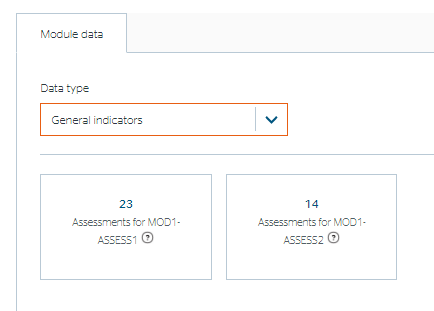 Module data
Data type
General indicators
23
Assessments for MOD1-
ASSESS1 ?
14
Assessments for MOD1-
ASSESS2 ?